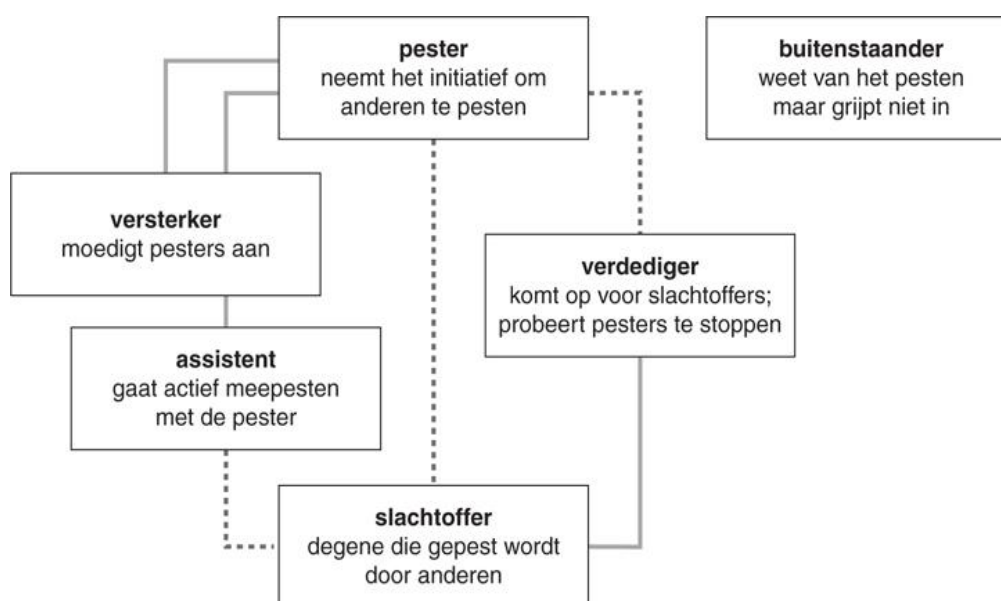 pester
neemt het initiatief om
anderen te pesten
buitenstaander
weet van het pesten
maar grijpt niet in
versterker
moedigt pesters aan
verdediger
komt op voor slachtoffers;
probeert pesters te stoppen
assistent
gaat actief meepesten
met de pester
slachtoffer
degene die gepest wordt
door anderen